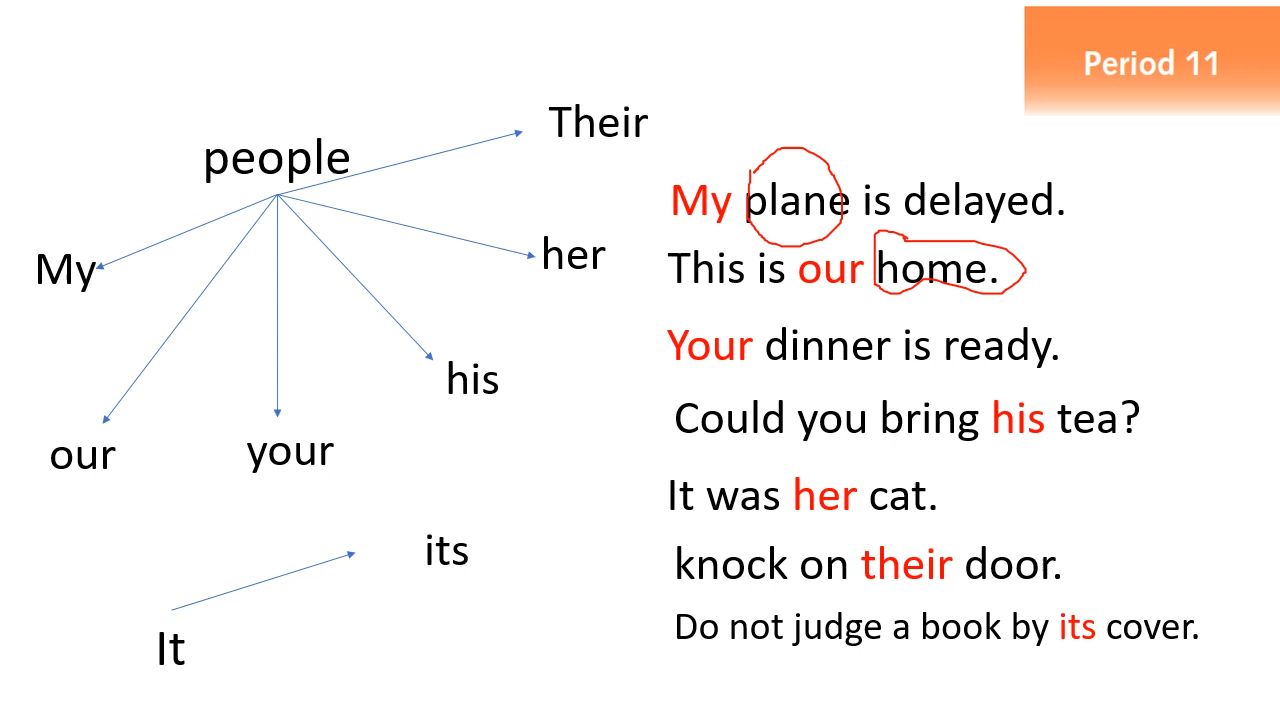 Period 11
people
Their
My
her
his
our
your
its
It
My plane is delayed.
This is our home.
Your dinner is ready.
Could you bring his tea?
It was her cat.
knock on their door.
Do not judge a book by its cover.